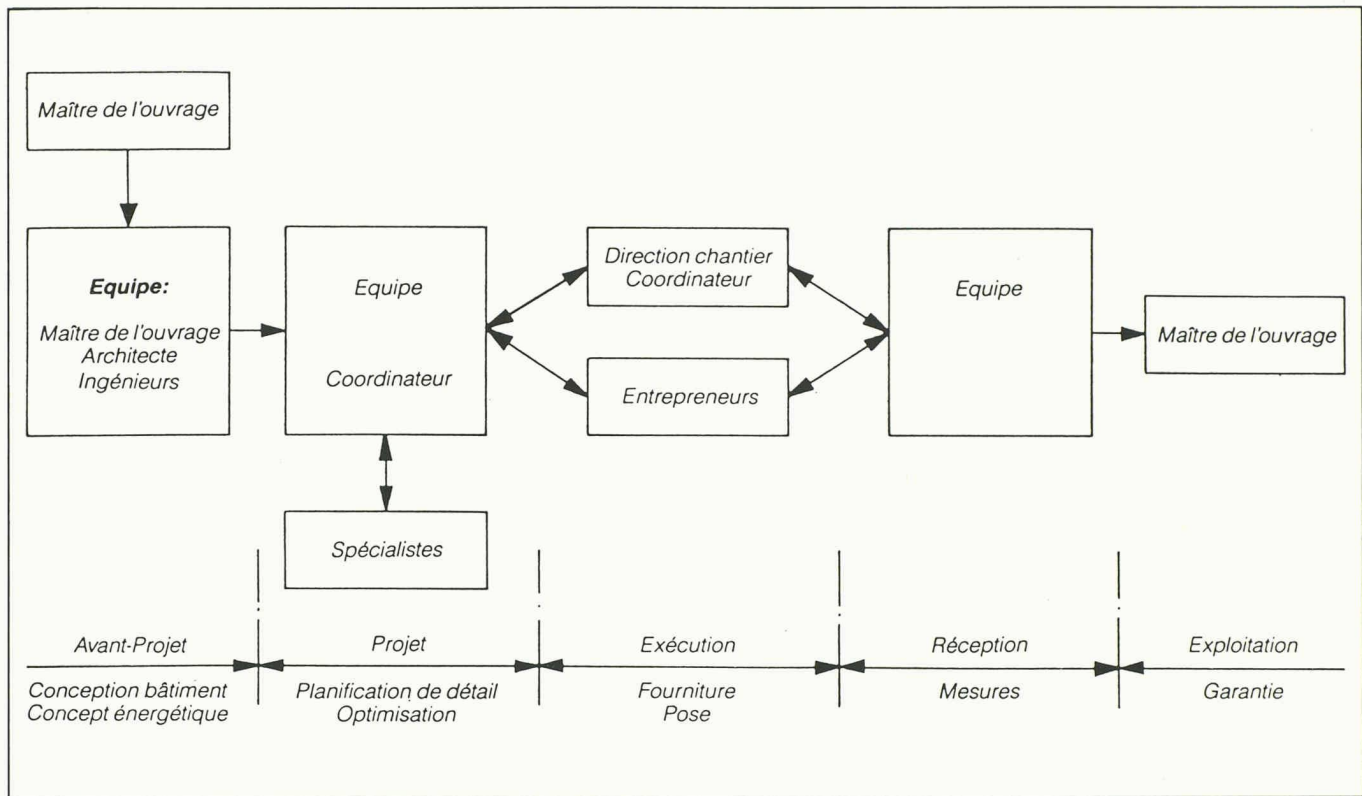 Maître de l'ouvrage
Equipe:
Maître de l'ouvrage
Architecte
Ingénieurs
Equipe
Coordinateur
Spécialistes
Direction chantier
Coordinateur
Entrepreneurs
Equipe
Maître de l'ouvrage
Avant-Projet
Conception bâtiment
Concept énergétique
Projet
Planification de détail
Optimisation
Exécution
Fourniture
Pose
Réception
Mesures
Exploitation
Garantie